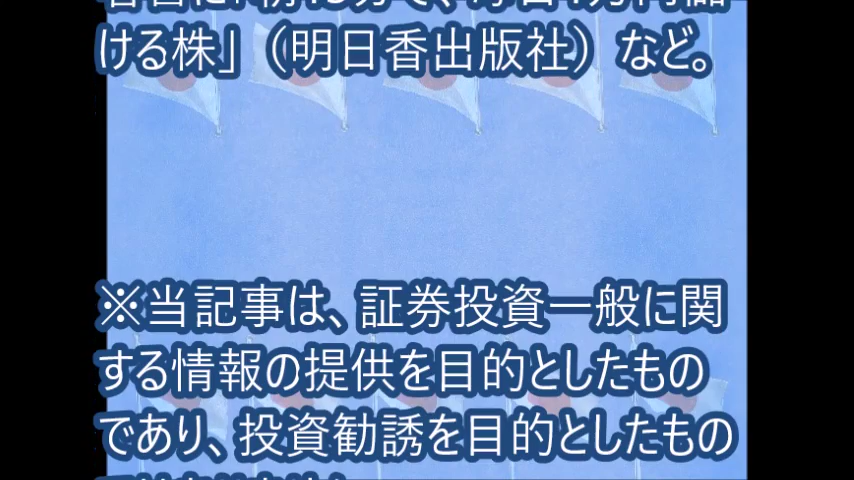 ける株」（明日香出版社）など。
※当記事は、証券投資一般に関
する情報の提供を目的としたもの
であり、投資勧誘を目的としたもの